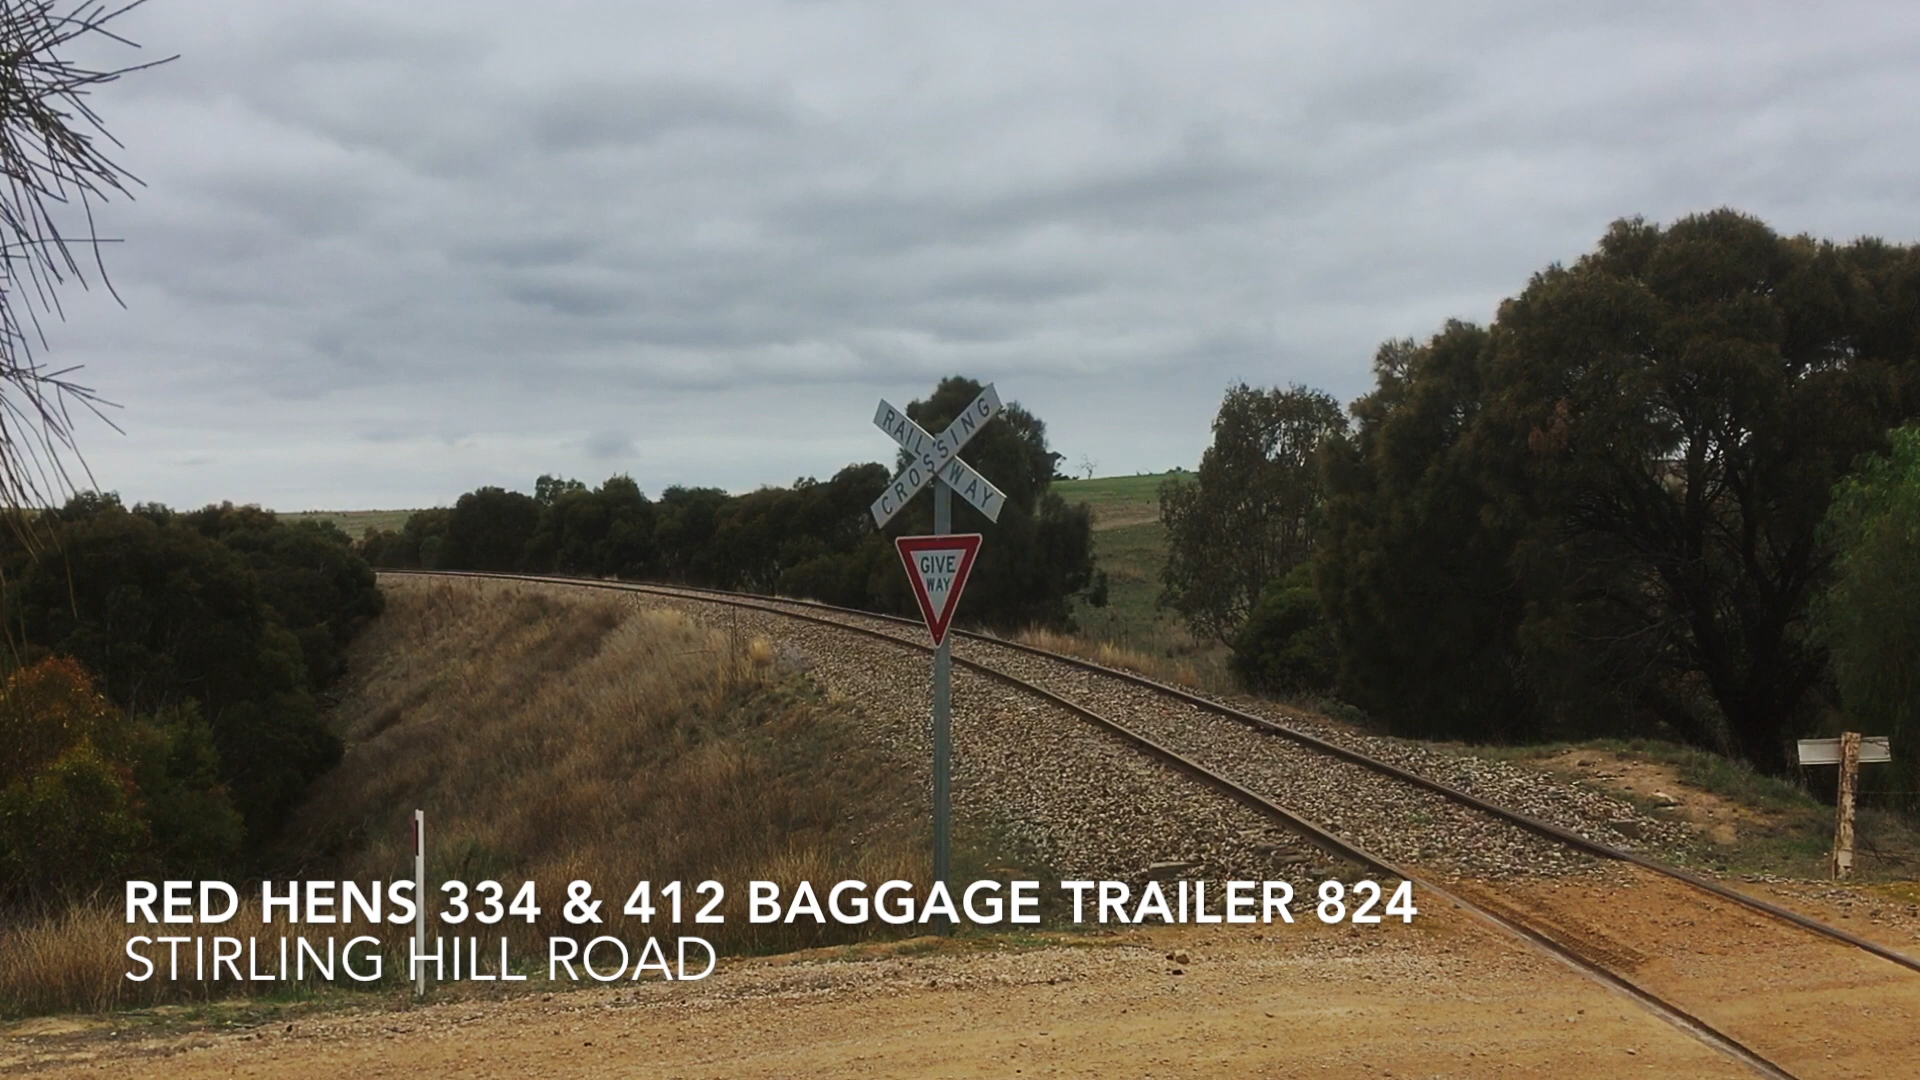 RAILWAY
CROSSING
GIVE
WAY
RED HENS 334 & 412 BAGGAGE TRAILER 824
STIRLING HILL ROAD